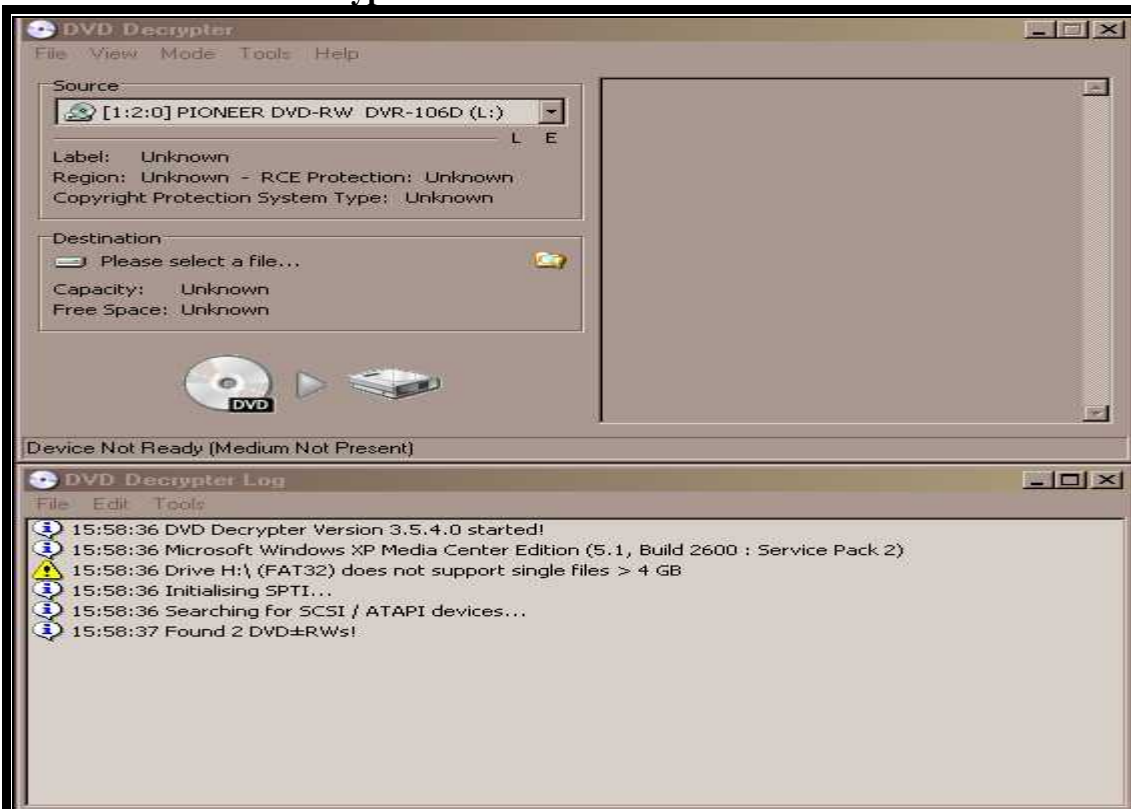 DVD Decrypter
File View Mode Tools Help
Source
[1:2:0] PIONEER DVD-RW DVR-106D (L:)
L E
Label: Unknown
Region: Unknown - RCE Protection: Unknown
Copyright Protection System Type: Unknown
Destination
Please select a file...
Capacity: Unknown
Free Space: Unknown
DVD
Device Not Ready (Medium Not Present)
DVD Decrypter Log
File Edit Tools
15:58:36 DVD Decrypter Version 3.5.4.0 started!
15:58:36 Microsoft Windows XP Media Center Edition (5.1, Build 2600 : Service Pack 2)
15:58:36 Drive H:\ (FAT32) does not support single files > 4 GB
15:58:36 Initialising SPTI...
15:58:36 Searching for SCSI / ATAPI devices...
15:58:37 Found 2 DVD±RWs!